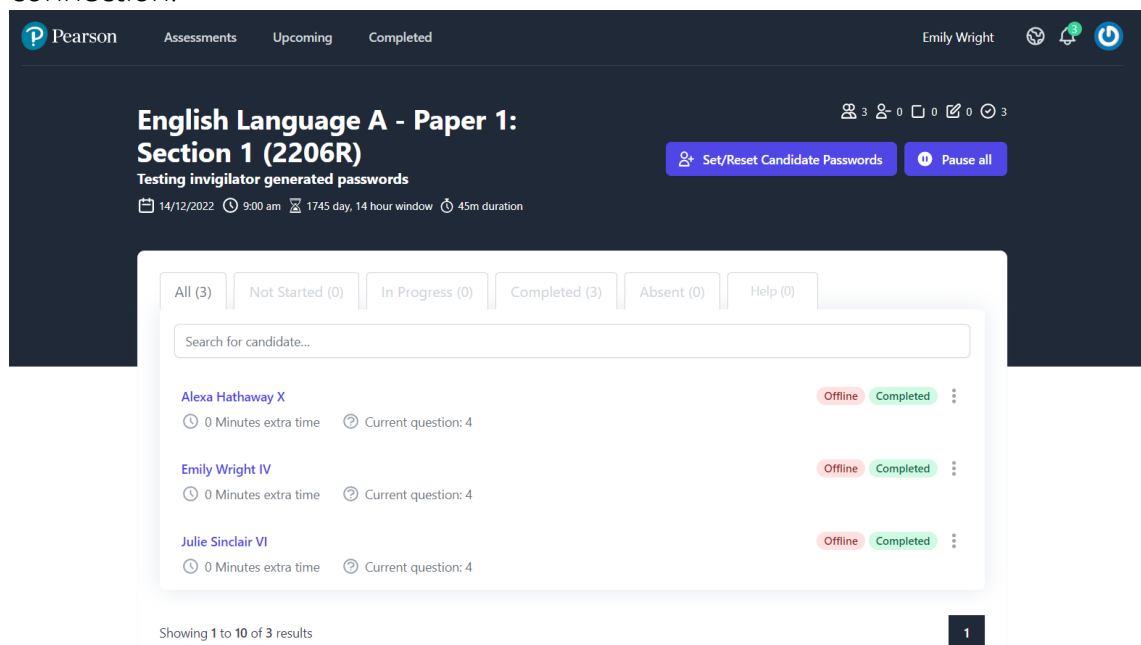 connection.
Pearson Assessments Upcoming Completed Emily Wright 3
English Language A - Paper 1:
Section 1 (2206R)
Testing invigilator generated passwords
14/12/2022 9:00 am 1745 day, 14 hour window 45m duration
3 0 0 0 3
Set/Reset Candidate Passwords Pause all
All (3) Not Started (0) In Progress (0) Completed (3) Absent (0) Help (0)
Search for candidate...
Alexa Hathaway X Offline Completed
0 Minutes extra time Current question: 4
Emily Wright IV Offline Completed
0 Minutes extra time Current question: 4
Julie Sinclair VI Offline Completed
0 Minutes extra time Current question: 4
Showing 1 to 10 of 3 results 1